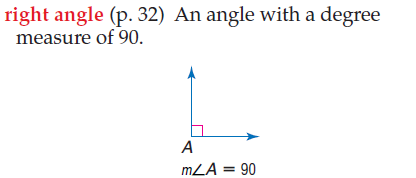 right angle (p. 32) An angle with a degree
measure of 90.
A
m∠A = 90